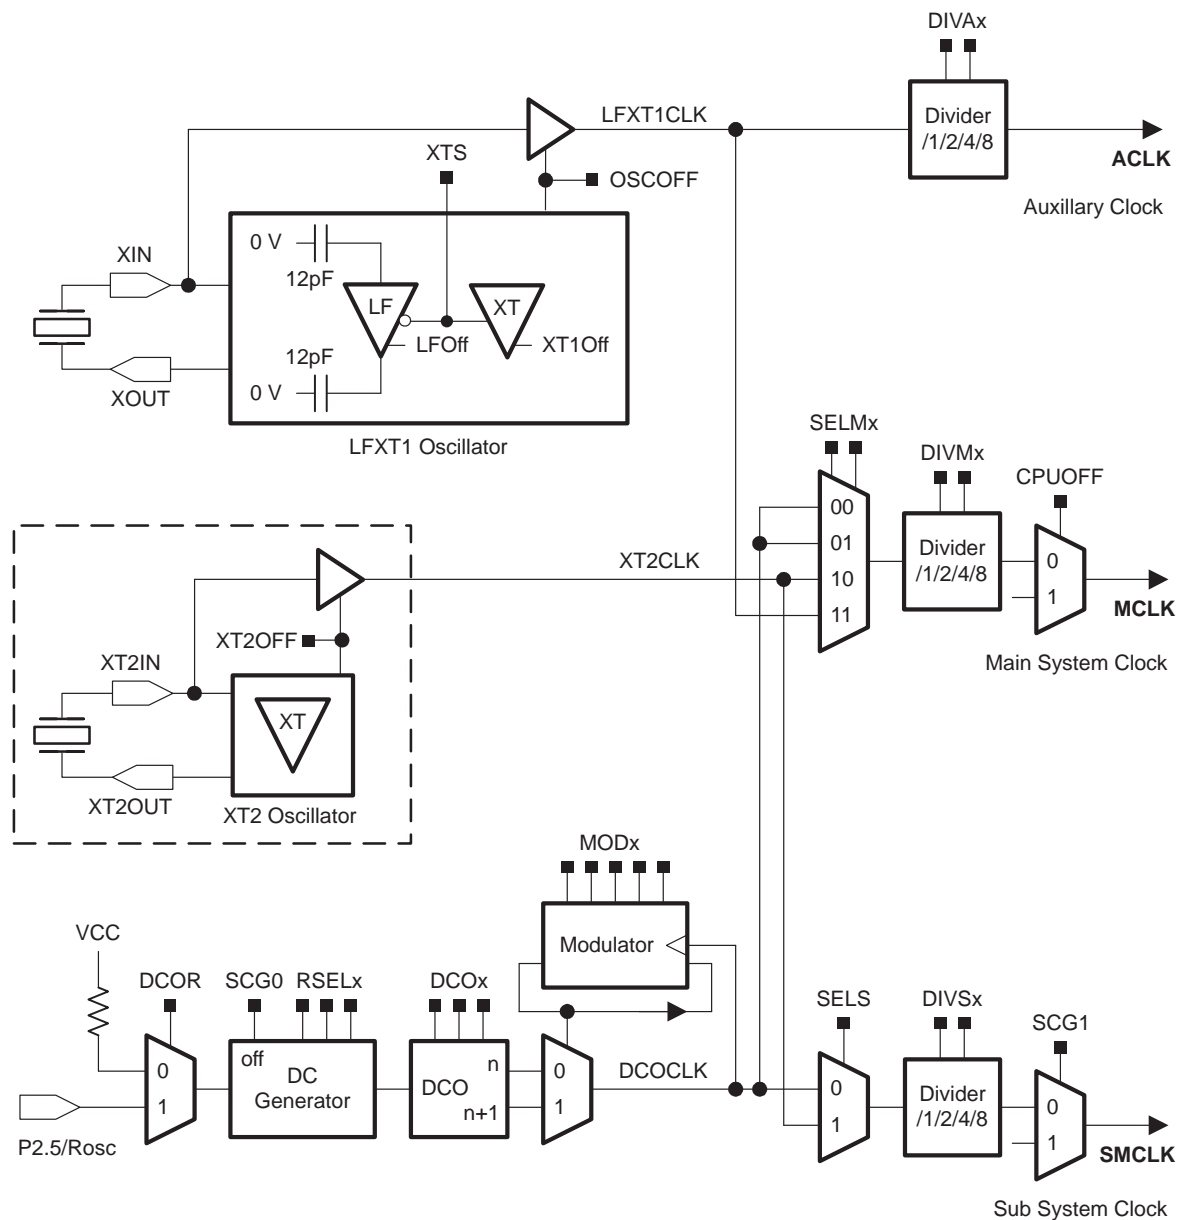 DIVAx
LFXT1CLK
Divider
/1/2/4/8
ACLK
Auxillary Clock
XTS
OSCOFF
XIN
0 V
12pF
LF
XT
LFOff
XT1Off
12pF
0 V
XOUT
LFXT1 Oscillator
SELMx
DIVMx
CPUOFF
00
01
10
11
Divider
/1/2/4/8
0
1
MCLK
Main System Clock
XT2CLK
XT2OFF
XT2IN
XT
XT2OUT
XT2 Oscillator
MODx
Modulator
VCC
DCOR
SCG0
RSELx
DCOx
0
1
off
DC
Generator
DCO
n
n+1
0
1
DCOCLK
P2.5/Rosc
SELS
DIVSx
SCG1
0
1
Divider
/1/2/4/8
0
1
SMCLK
Sub System Clock